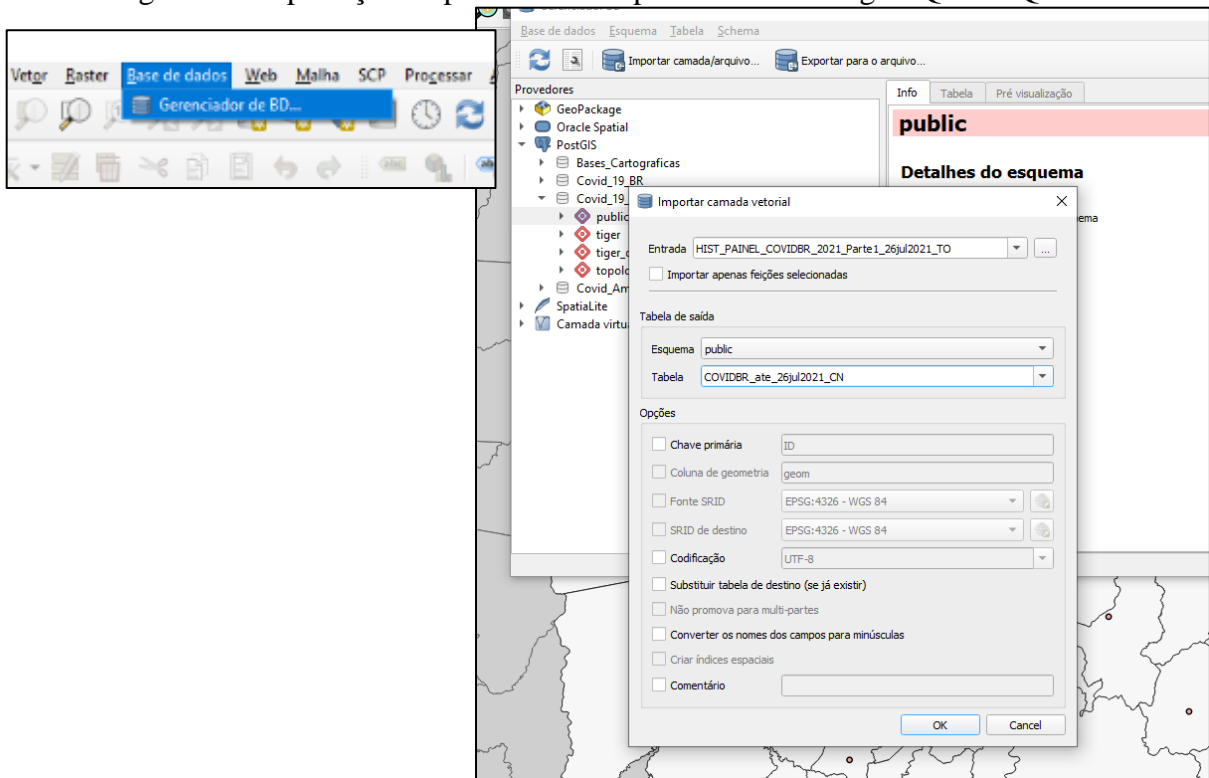 Vetor Raster Base de dados Web Malha SCP Processar
Gerenciador de BD...
Base de dados Esquema Tabela Schema
Importar camada/arquivo... Exportar para o arquivo...
Provedores
GeoPackage
Oracle Spatial
PostGIS
Bases_Cartograficas
Covid_19_BR
Covid_19_
public
tiger
tiger_
topolo
Covid_Am
SpatiaLite
Camada virtu
Info Tabela Pré visualização
public
Detalhes do esquema
ema
Importar camada vetorial
Entrada HIST_PAINEL_COVIDBR_2021_Parte1_26jul2021_TO ...
Importar apenas feições selecionadas
Tabela de saída
Esquema public
Tabela COVIDBR_ate_26jul2021_CN
Opções
Chave primária ID
Coluna de geometria geom
Fonte SRID EPSG:4326 - WGS 84
SRID de destino EPSG:4326 - WGS 84
Codificação UTF-8
Substituir tabela de destino (se já existir)
Não promova para multi-partes
Converter os nomes dos campos para minúsculas
Criar índices espaciais
Comentário
OK Cancel